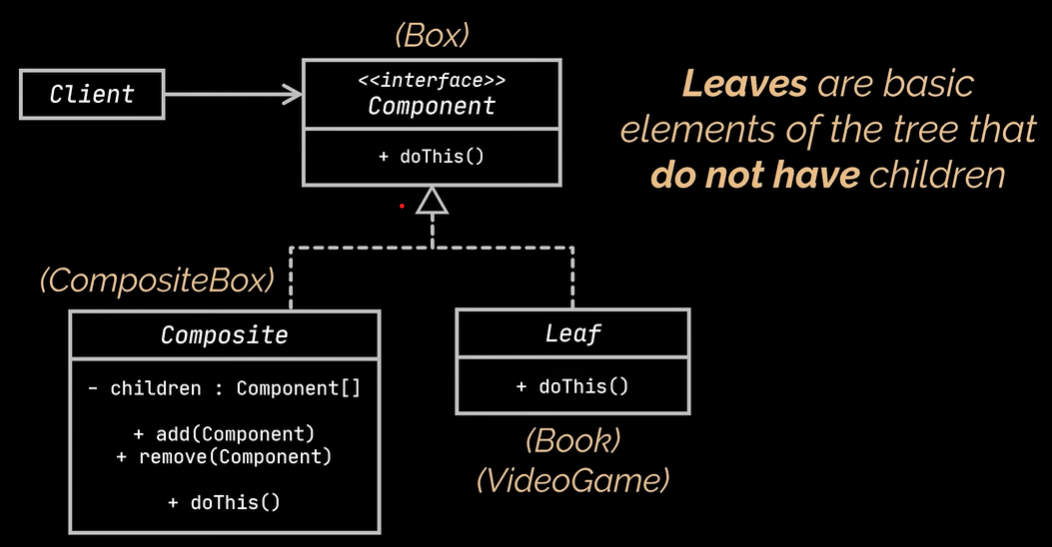 (Box)
Client
<<interface>>
Component
+ doThis()
Leaves are basic
elements of the tree that
do not have children
(CompositeBox)
Composite
- children : Component[]
+ add(Component)
+ remove(Component)
+ doThis()
Leaf
+ doThis()
(Book)
(VideoGame)